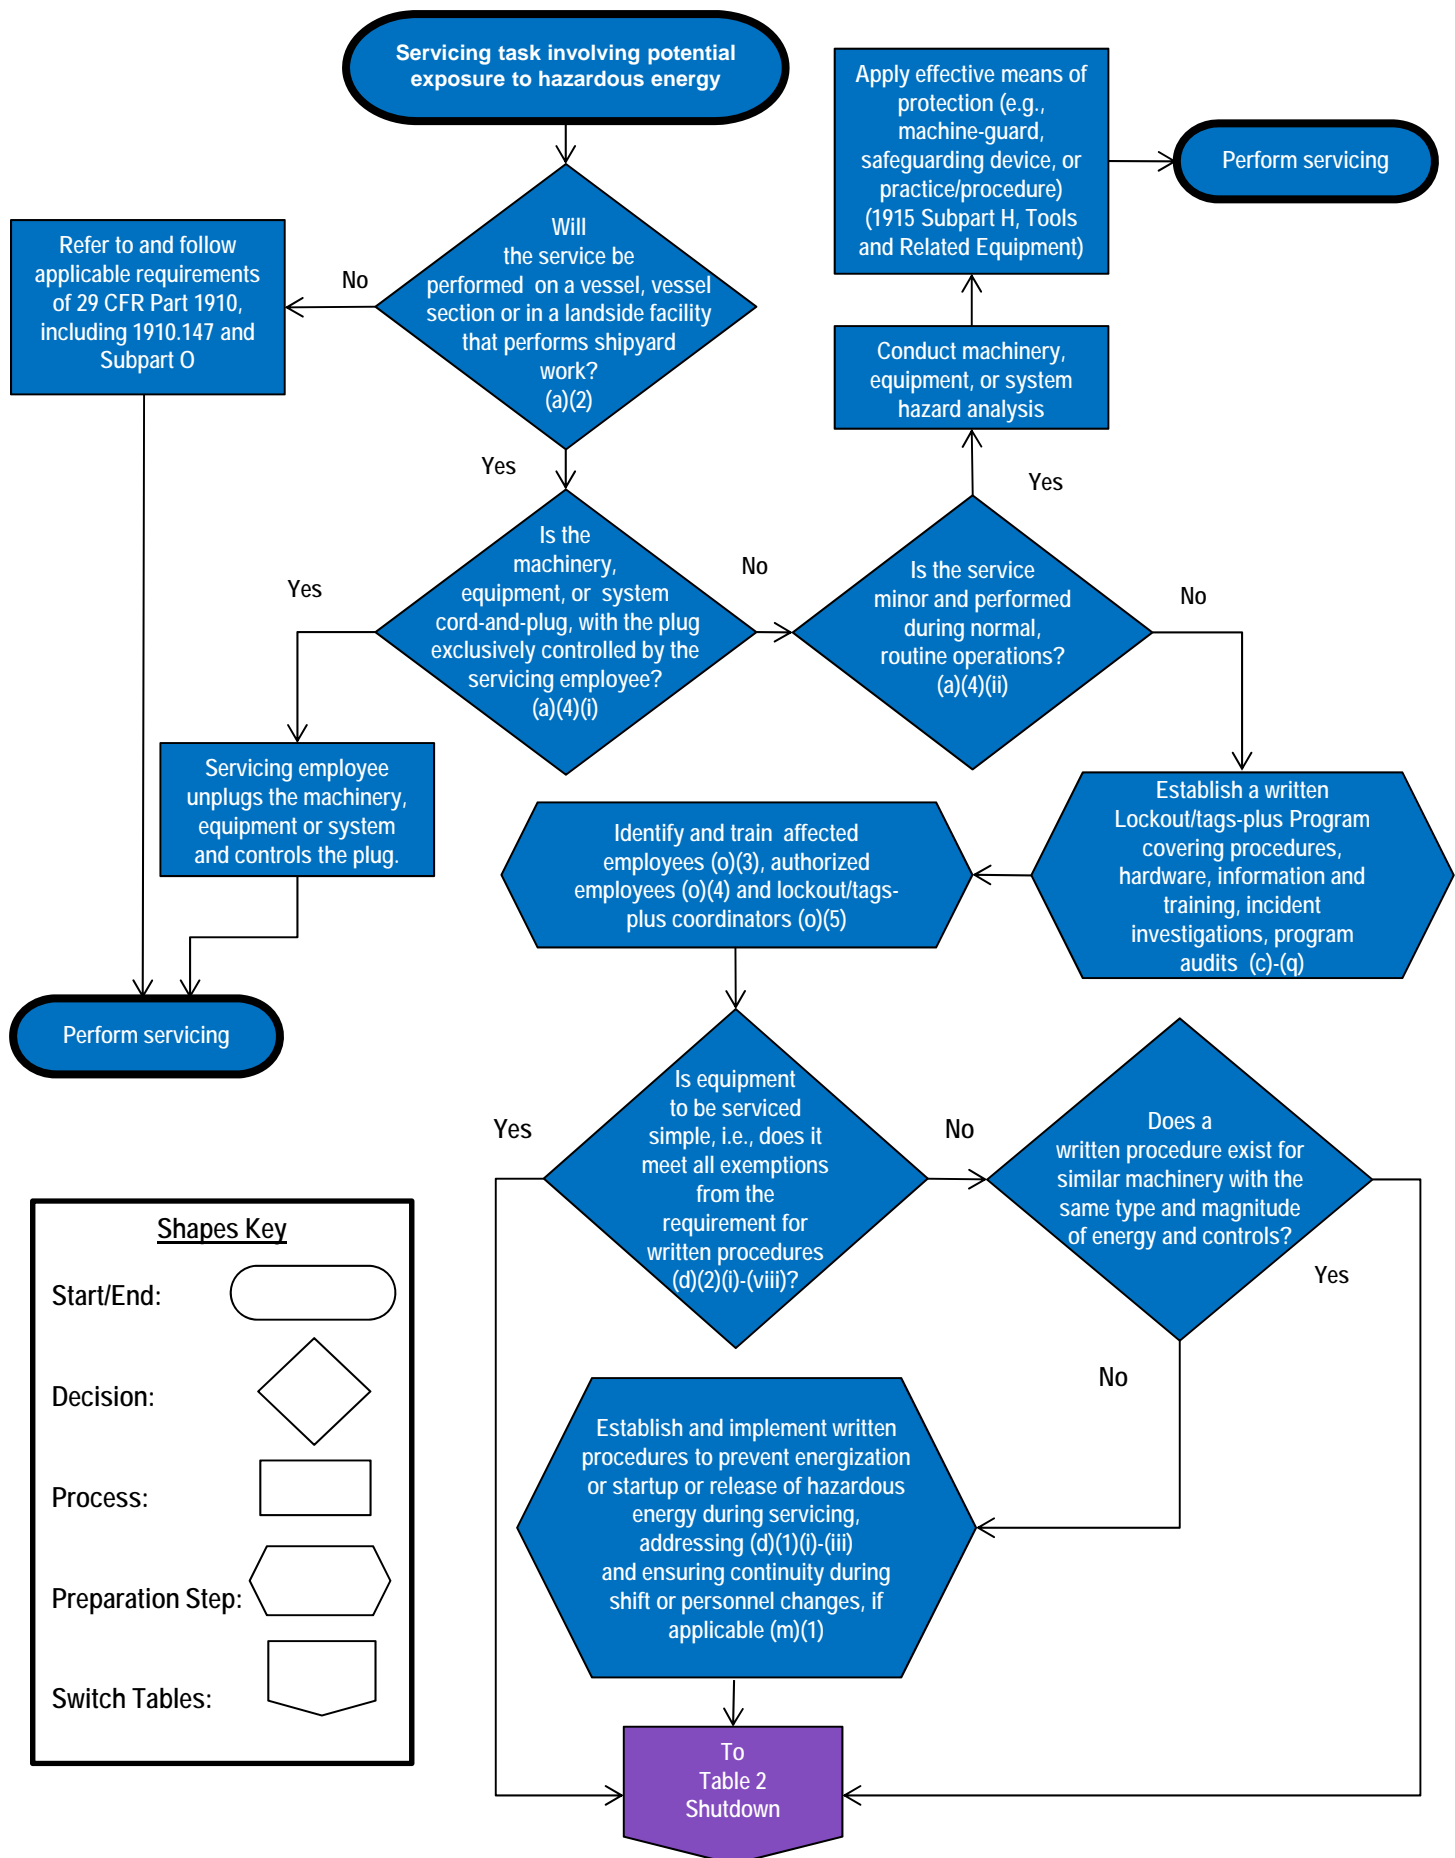 Servicing task involving potential
exposure to hazardous energy
Apply effective means of
protection (e.g.,
machine-guard,
safeguarding device, or
practice/procedure)
(1915 Subpart H, Tools
and Related Equipment)
Perform servicing
Will
the service be
performed on a vessel, vessel
section or in a landside facility
that performs shipyard
work?
(a)(2)
No
Refer to and follow
applicable requirements
of 29 CFR Part 1910,
including 1910.147 and
Subpart O
Conduct machinery,
equipment, or system
hazard analysis
Yes
Yes
Is the
machinery,
equipment, or system
cord-and-plug, with the plug
exclusively controlled by the
servicing employee?
(a)(4)(i)
Yes
No
Is the service
minor and performed
during normal,
routine operations?
(a)(4)(ii)
No
Servicing employee
unplugs the machinery,
equipment or system
and controls the plug.
Establish a written
Lockout/tags-plus Program
covering procedures,
hardware, information and
training, incident
investigations, program
audits (c)-(q)
Identify and train affected
employees (o)(3), authorized
employees (o)(4) and lockout/tags-
plus coordinators (o)(5)
Perform servicing
Is equipment
to be serviced
simple, i.e., does it
meet all exemptions
from the
requirement for
written procedures
(d)(2)(i)-(viii)?
Yes
No
Does a
written procedure exist for
similar machinery with the
same type and magnitude
of energy and controls?
Yes
No
Establish and implement written
procedures to prevent energization
or startup or release of hazardous
energy during servicing,
addressing (d)(1)(i)-(iii)
and ensuring continuity during
shift or personnel changes, if
applicable (m)(1)
To
Table 2
Shutdown
Shapes Key
Start/End:
Decision:
Process:
Preparation Step:
Switch Tables: